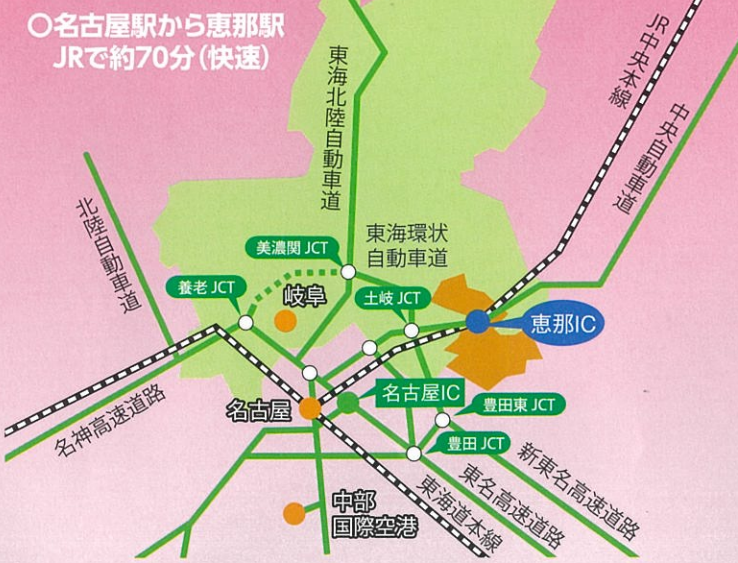 ○名古屋駅から恵那駅
JRで約70分(快速)
東海北陸自動車道
JR中央本線
中央自動車道
北陸自動車道
美濃関 JCT
東海環状
自動車道
養老 JCT
岐阜
土岐 JCT
恵那IC
名古屋
名古屋IC
豊田東 JCT
豊田 JCT
名神高速道路
新東名高速道路
東名高速道路
東海道本線
中部
国際空港